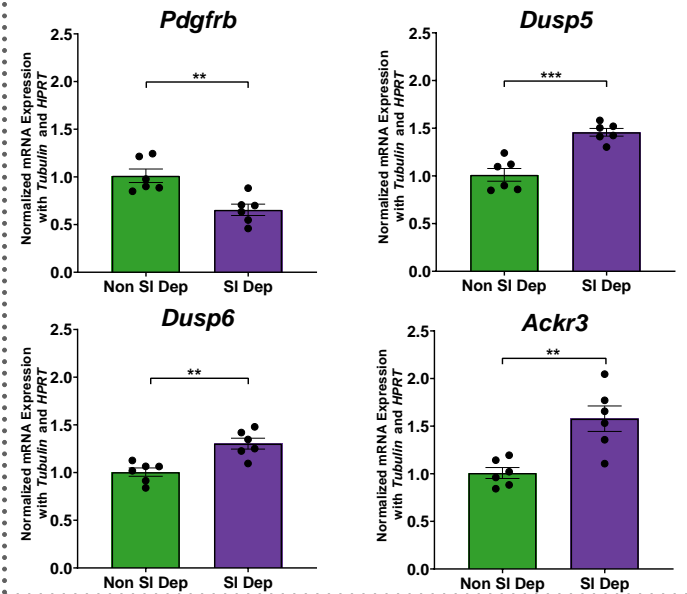 Pdgfrb
Normalized mRNA Expression
with Tubulin and HPRT
2.5
2.0
1.5
1.0
0.5
0.0
**
Non SI Dep
SI Dep
Dusp5
Normalized mRNA Expression
with Tubulin and HPRT
2.5
2.0
1.5
1.0
0.5
0.0
***
Non SI Dep
SI Dep
Dusp6
Normalized mRNA Expression
with Tubulin and HPRT
2.5
2.0
1.5
1.0
0.5
0.0
**
Non SI Dep
SI Dep
Ackr3
Normalized mRNA Expression
with Tubulin and HPRT
2.5
2.0
1.5
1.0
0.5
0.0
**
Non SI Dep
SI Dep